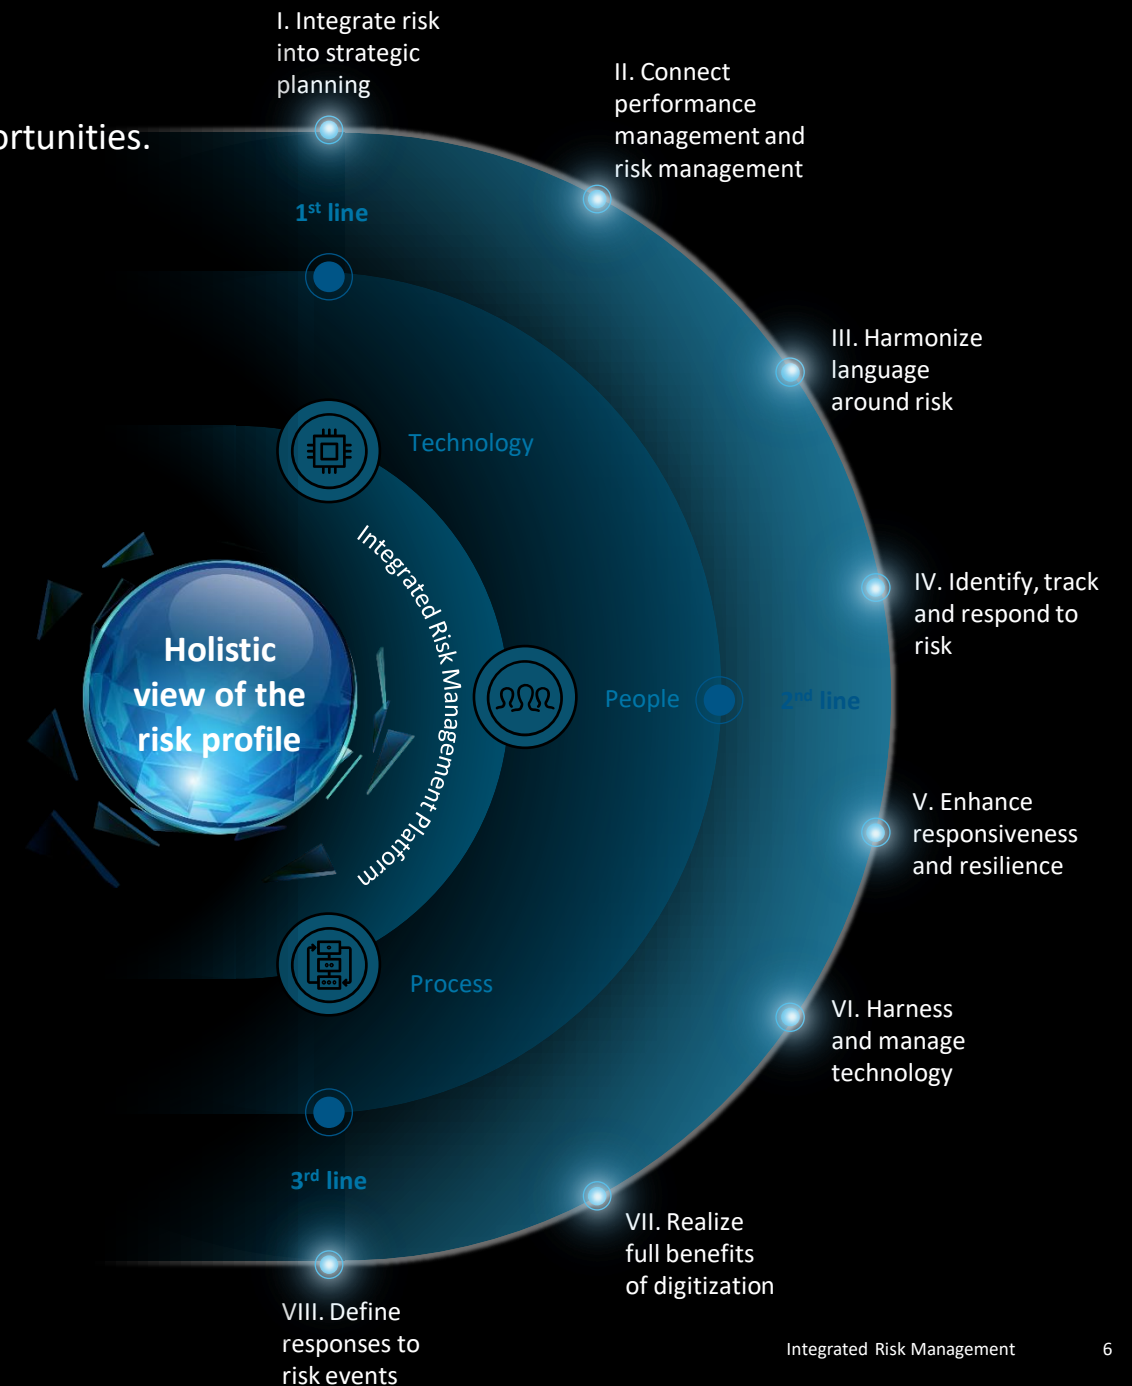 I. Integrate risk
into strategic
planning
II. Connect
performance
management and
risk management
ortunities.
1st line
III. Harmonize
language
around risk
Technology
Integrated Risk Management Platform
IV. Identify, track
and respond to
risk
Holistic
view of the
risk profile
People
2nd line
V. Enhance
responsiveness
and resilience
Process
VI. Harness
and manage
technology
3rd line
VII. Realize
full benefits
of digitization
VIII. Define
responses to
risk events
Integrated Risk Management 6